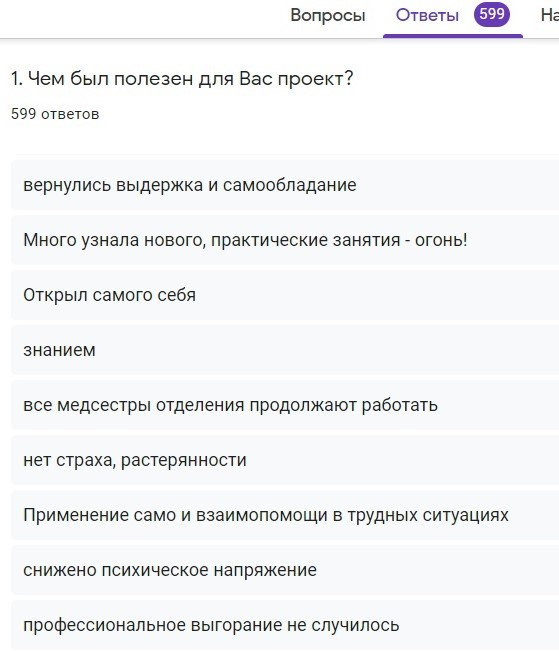 Вопросы Ответы 599 На
1. Чем был полезен для Вас проект?
599 ответов
вернулись выдержка и самообладание
Много узнала нового, практические занятия - огонь!
Открыл самого себя
знанием
все медсестры отделения продолжают работать
нет страха, растерянности
Применение само и взаимопомощи в трудных ситуациях
снижено психическое напряжение
профессиональное выгорание не случилось